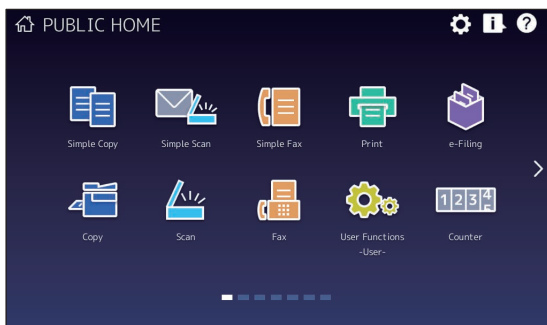 PUBLIC HOME
Simple Copy
Simple Scan
Simple Fax
Print
e-Filing
Copy
Scan
Fax
User Functions
-User-
Counter